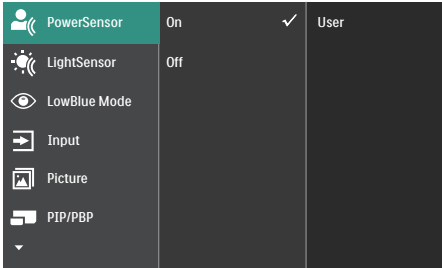 PowerSensor
On
User
LightSensor
Off
LowBlue Mode
Input
Picture
PIP/PBP